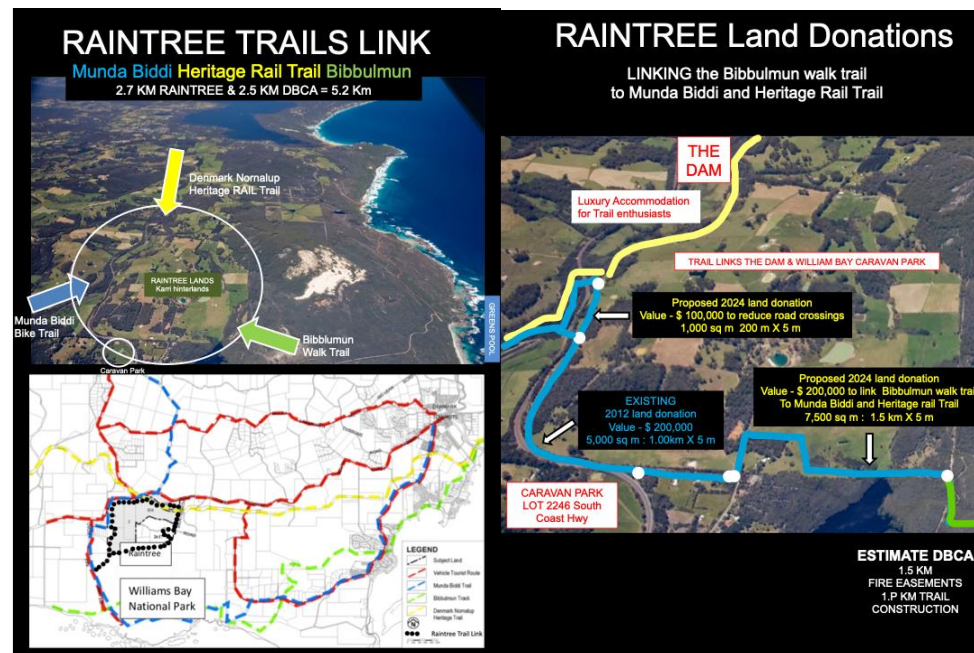 RAINTREE TRAILS LINK
Munda Biddi Heritage Rail Trail Bibbulmun
2.7 KM RAINTREE & 2.5 KM DBCA = 5.2 Km
Denmark Nornalup
Heritage RAIL Trail
RAINTREE LANDS
Karri hinterlands
Munda Biddi
Bike Trail
Bibblumun
Walk Trail
Caravan Park
GREENS POOL
Raintree
Williams Bay
National Park
LEGEND
Subject Land
Vehicle Tourist Route
Munda Biddi Trail
Bibbulmun Track
Denmark Nornalup
Heritage Trail
Raintree Trail Link
RAINTREE Land Donations
LINKING the Bibbulmun walk trail
to Munda Biddi and Heritage Rail Trail
THE
DAM
Luxury Accommodation
for Trail enthusiasts
TRAIL LINKS THE DAM & WILLIAM BAY CARAVAN PARK
Proposed 2024 land donation
Value - $ 100,000 to reduce road crossings
1,000 sq m 200 m X 5 m
Proposed 2024 land donation
Value - $ 200,000 to link Bibbulmun walk trai
To Munda Biddi and Heritage rail Trail
7,500 sq m : 1.5 km X 5 m
EXISTING
2012 land donation
Value - $ 200,000
5,000 sq m : 1.00km X 5 m
CARAVAN PARK
LOT 2246 South
Coast Hwy
ESTIMATE DBCA
1.5 KM
FIRE EASEMENTS
1.P KM TRAIL
CONSTRUCTION